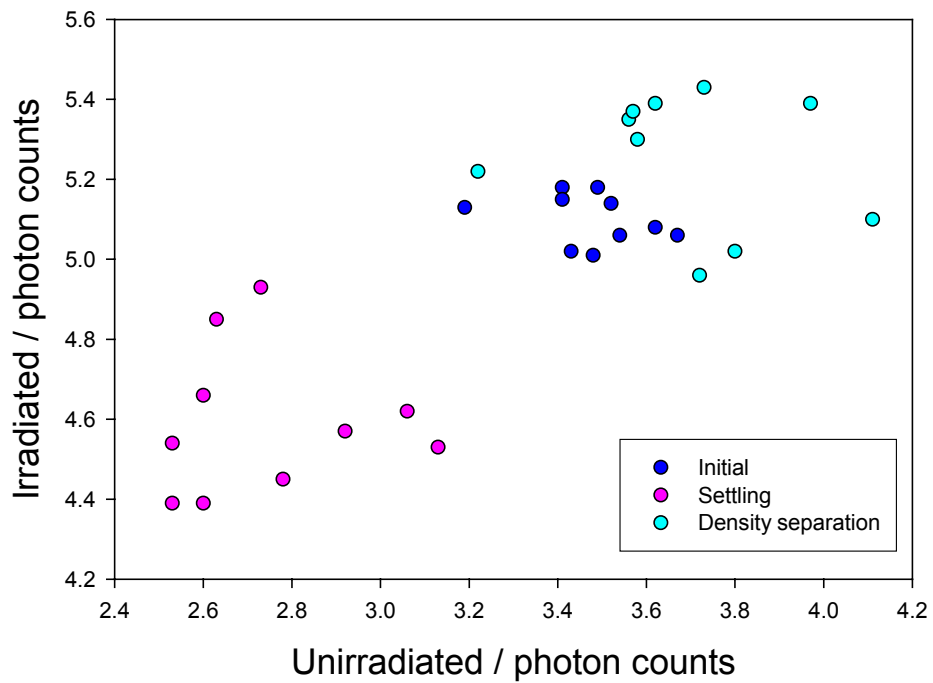 5.6
5.4
5.2
5.0
4.8
4.6
4.4
4.2
Irradiated / photon counts
Initial
Settling
Density separation
2.4 2.6 2.8 3.0 3.2 3.4 3.6 3.8 4.0 4.2
Unirradiated / photon counts